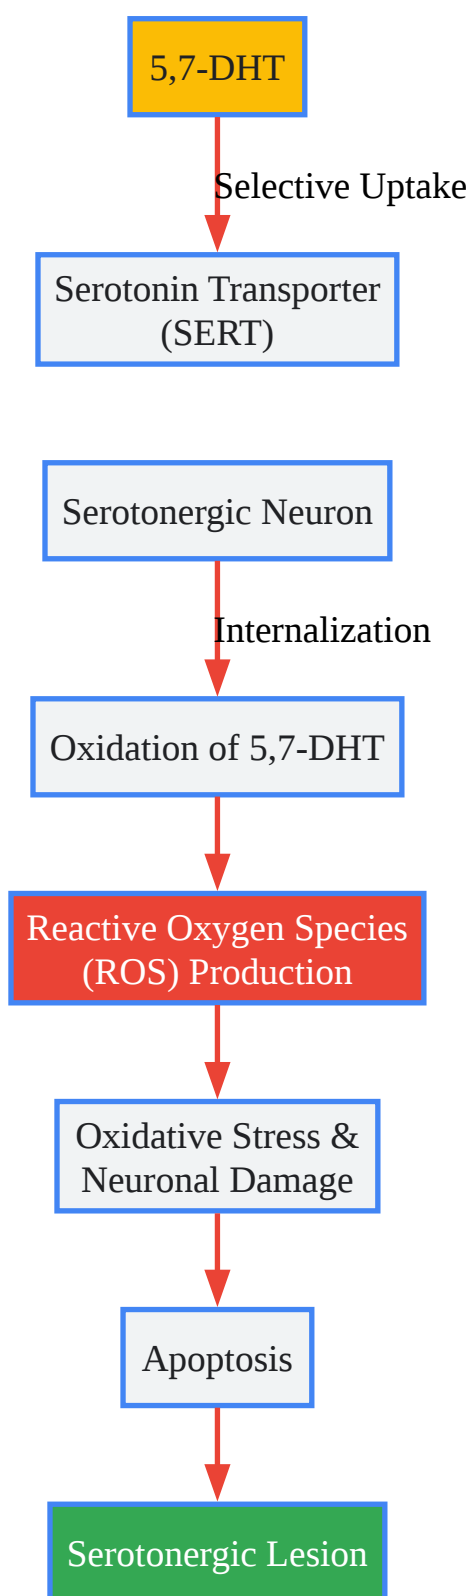 5,7-DHT
Selective Uptake
Serotonin Transporter
(SERT)
Serotonergic Neuron
Internalization
Oxidation of 5,7-DHT
Reactive Oxygen Species
(ROS) Production
Oxidative Stress &
Neuronal Damage
Apoptosis
Serotonergic Lesion